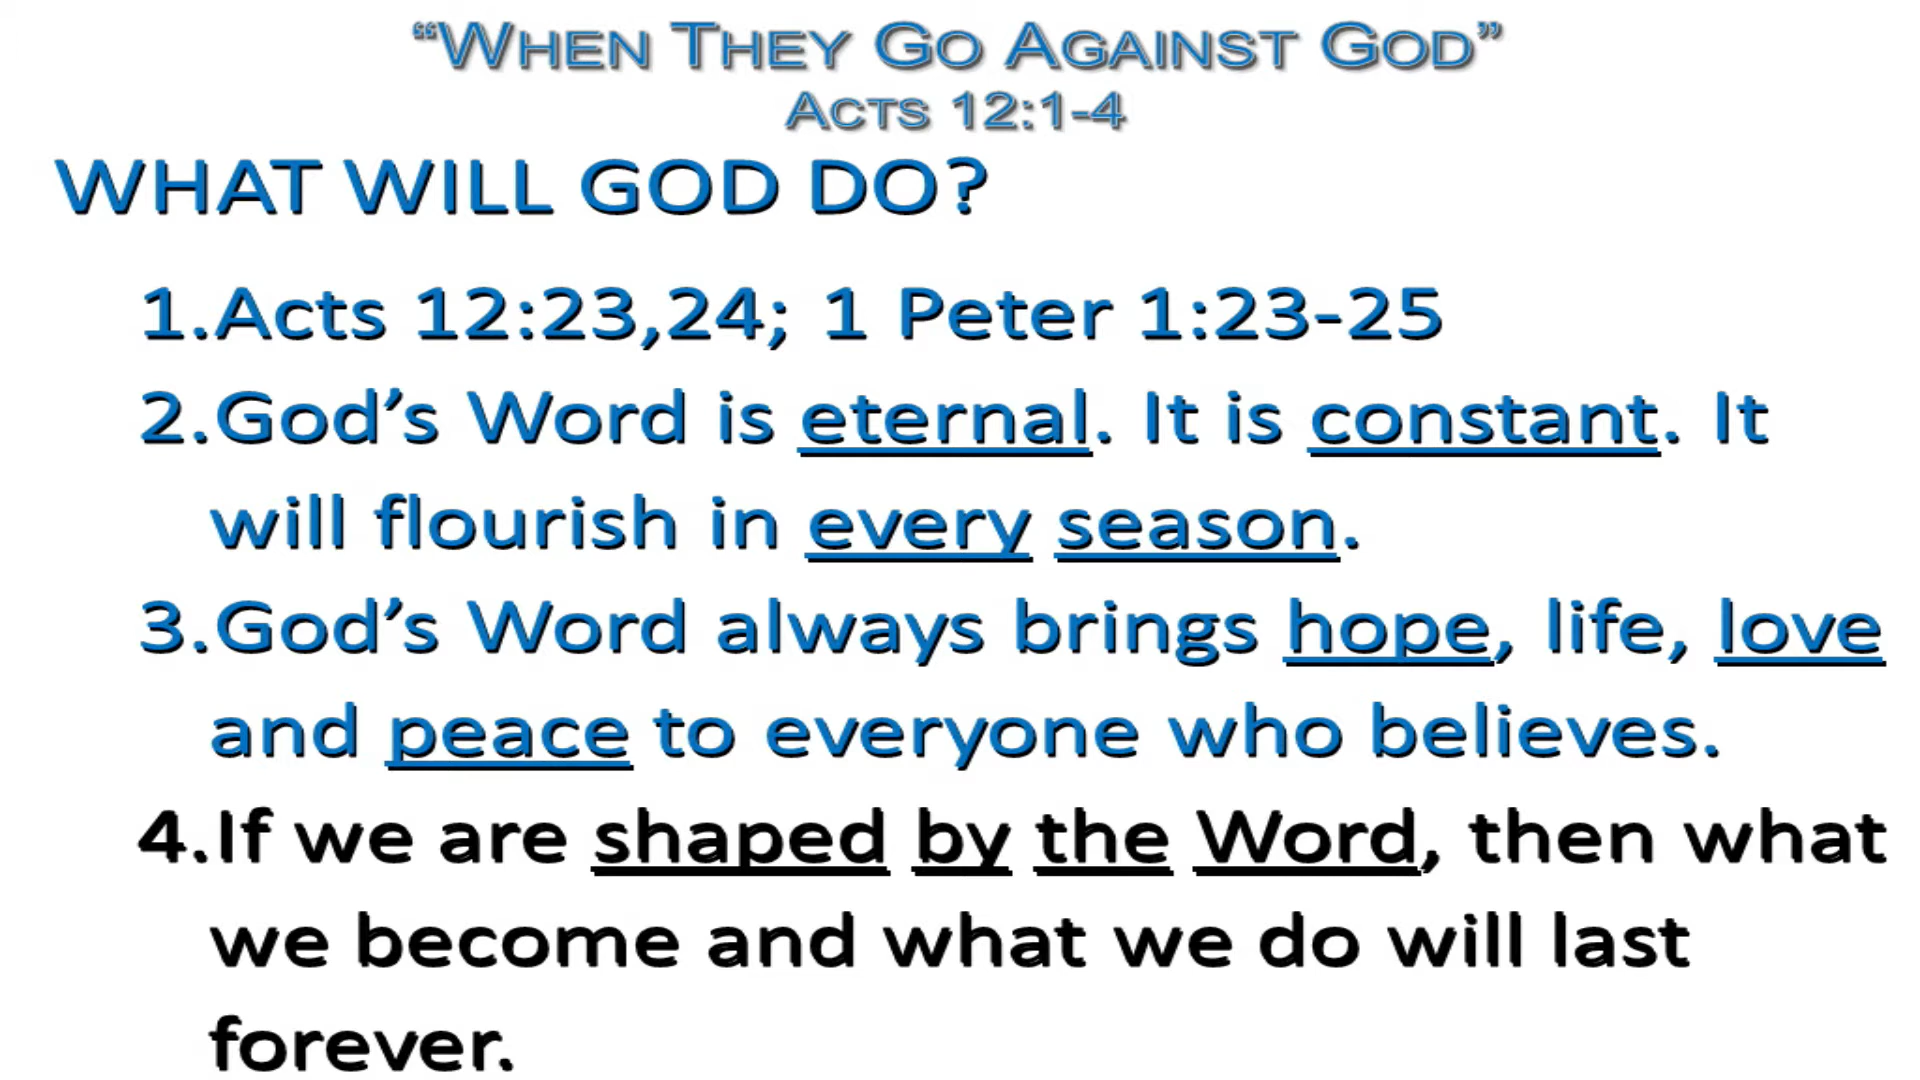 “When They Go Against God”
Acts 12:1-4
WHAT WILL GOD DO?
1.Acts 12:23,24; 1 Peter 1:23-25
2.God’s Word is eternal. It is constant. It
will flourish in every season.
3.God’s Word always brings hope, life, love
and peace to everyone who believes.
4.If we are shaped by the Word, then what
we become and what we do will last
forever.